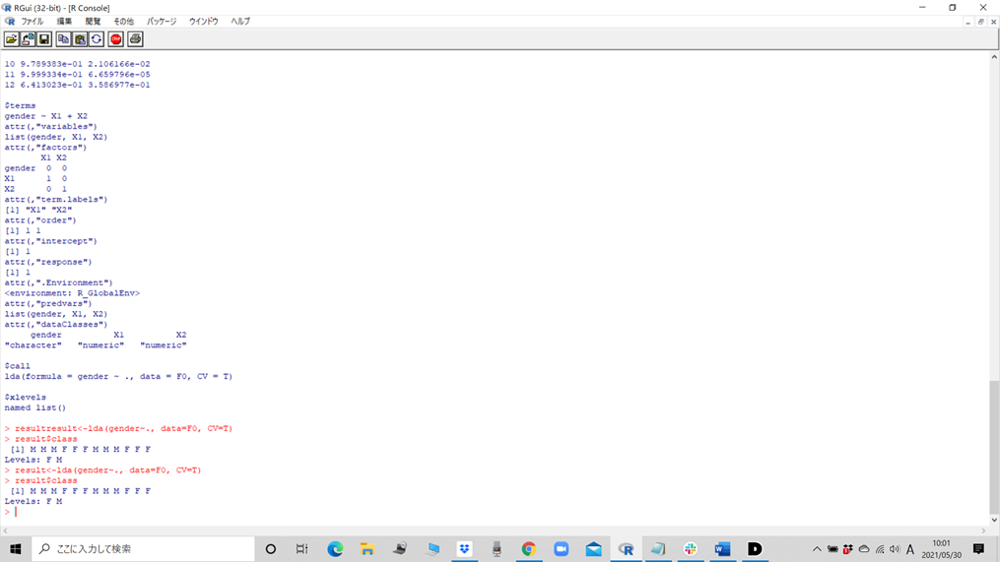 RGui (32-bit) - [R Console]
ファイル 編集 閲覧 その他 パッケージ ウインドウ ヘルプ
STOP
10 9.789383e-01 2.106166e-02
11 9.999334e-01 6.659796e-05
12 6.413023e-01 3.586977e-01
$terms
gender ~ X1 + X2
attr(,"variables")
list(gender, X1, X2)
attr(,"factors")
X1 X2
gender 0 0
X1 1 0
X2 0 1
attr(,"term.labels")
[1] "X1" "X2"
attr(,"order")
[1] 1 1
attr(,"intercept")
[1] 1
attr(,"response")
[1] 1
attr(,".Environment")
<environment: R_GlobalEnv>
attr(,"predvars")
list(gender, X1, X2)
attr(,"dataClasses")
gender X1 X2
"character" "numeric" "numeric"
$call
lda(formula = gender ~ ., data = F0, CV = T)
$xlevels
named list()
> resultresult<-lda(gender~., data=F0, CV=T)
> result$class
[1] M M M F F F M M M F F F
Levels: F M
> result<-lda(gender~., data=F0, CV=T)
> result$class
[1] M M M F F F M M M F F F
Levels: F M
>
ここに入力して検索
A
10:01
2021/05/30